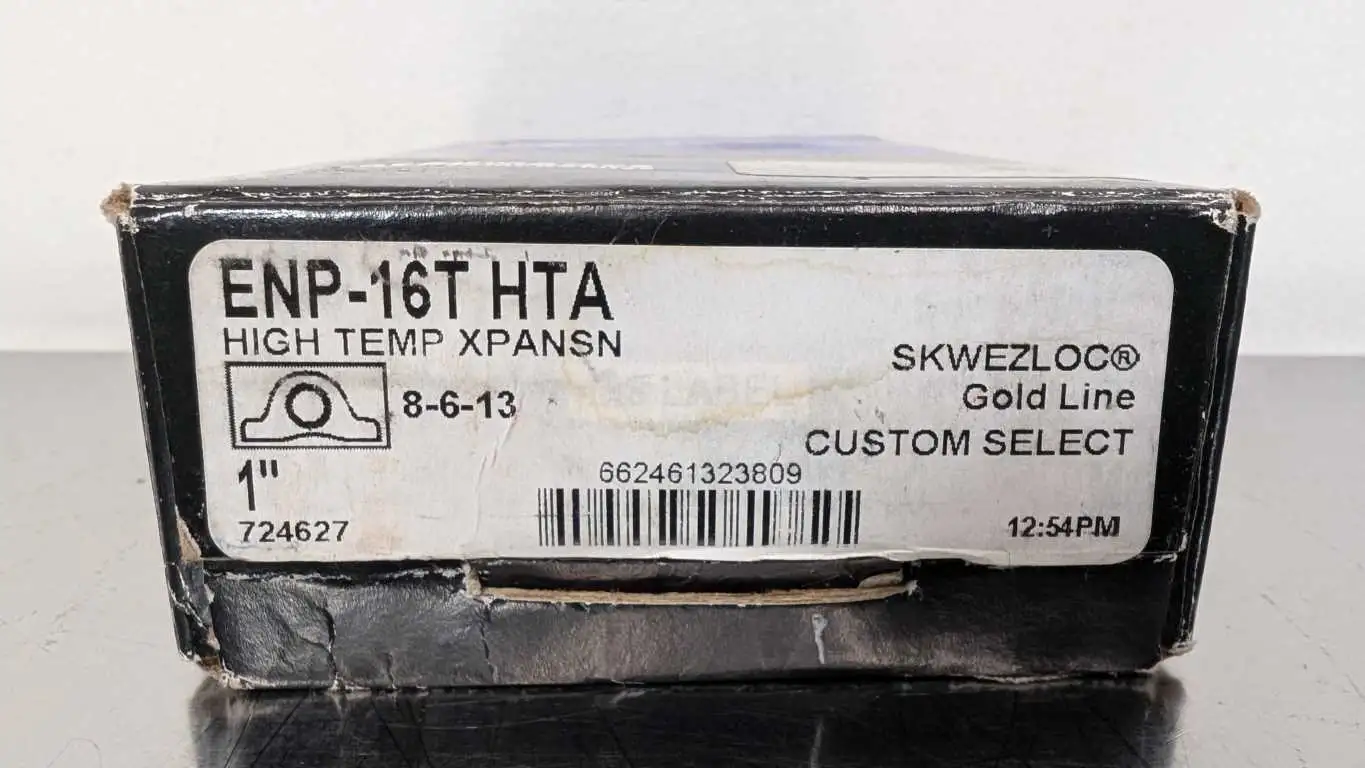 ENP-16T HTA
HIGH TEMP XPANSN
8-6-13
1"
724627
SKWEZLOC®
Gold Line
CUSTOM SELECT
662461323809
12:54PM